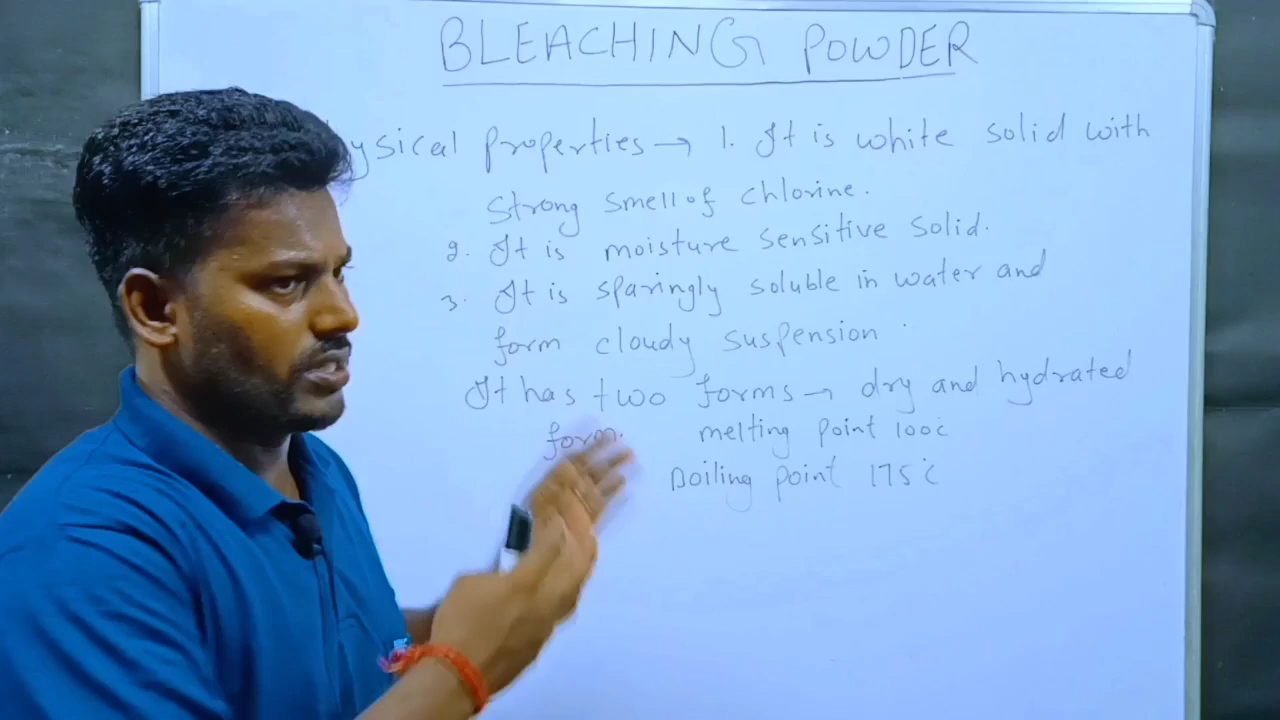 BLEACHING POWDER
ysical properties → 1. It is white solid with
strong smell of chlorine.
2. It is moisture sensitive solid.
3. It is sparingly soluble in water and
form cloudy suspension.
It has two forms → dry and hydrated
form. melting point 100°c
Boiling point 175°c